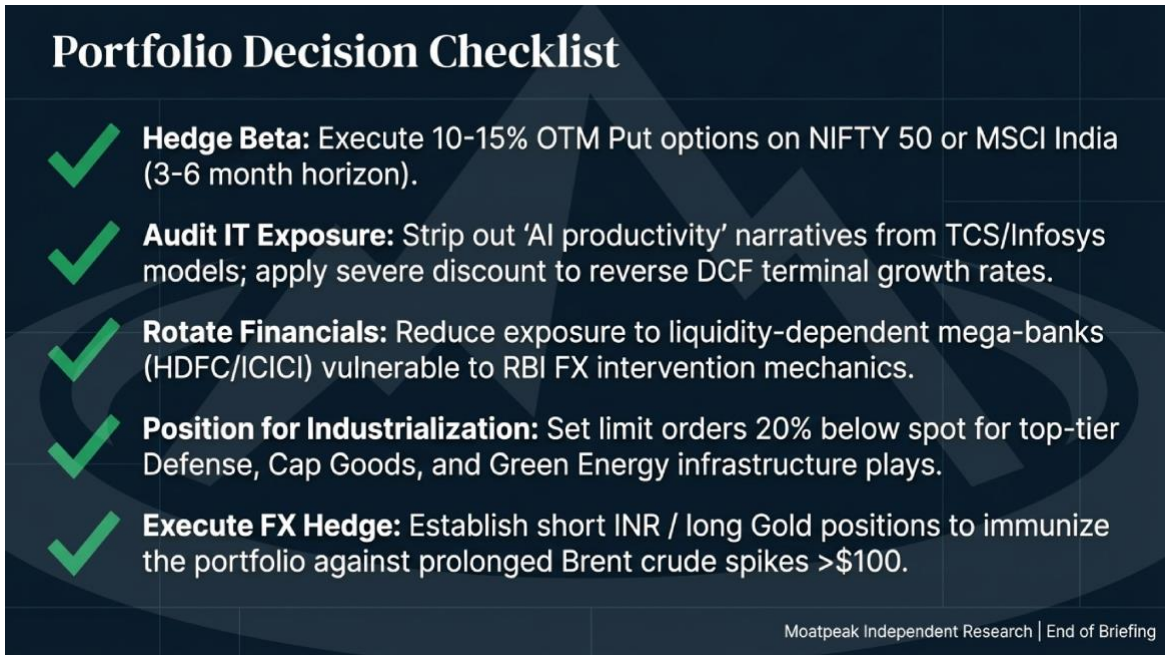 Portfolio Decision Checklist
Hedge Beta: Execute 10-15% OTM Put options on NIFTY 50 or MSCI India
(3-6 month horizon).
Audit IT Exposure: Strip out ‘AI productivity’ narratives from TCS/Infosys
models; apply severe discount to reverse DCF terminal growth rates.
Rotate Financials: Reduce exposure to liquidity-dependent mega-banks
(HDFC/ICICI) vulnerable to RBI FX intervention mechanics.
Position for Industrialization: Set limit orders 20% below spot for top-tier
Defense, Cap Goods, and Green Energy infrastructure plays.
Execute FX Hedge: Establish short INR / long Gold positions to immunize
the portfolio against prolonged Brent crude spikes >$100.
Moatpeak Independent Research | End of Briefing